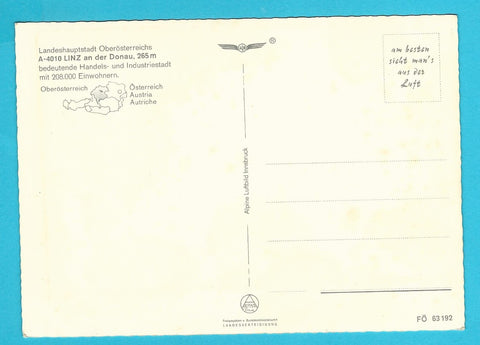 Landeshauptstadt Oberösterreichs
A-4010 LINZ an der Donau, 265 m
bedeutende Handels- und Industriestadt
mit 208.000 Einwohnern.
Oberösterreich
Österreich
Austria
Autriche
®
am besten
sieht man's
aus der
Luft
Alpine Luftbild Innsbruck
LANDESVERTEIDIGUNG
FÖ 63192